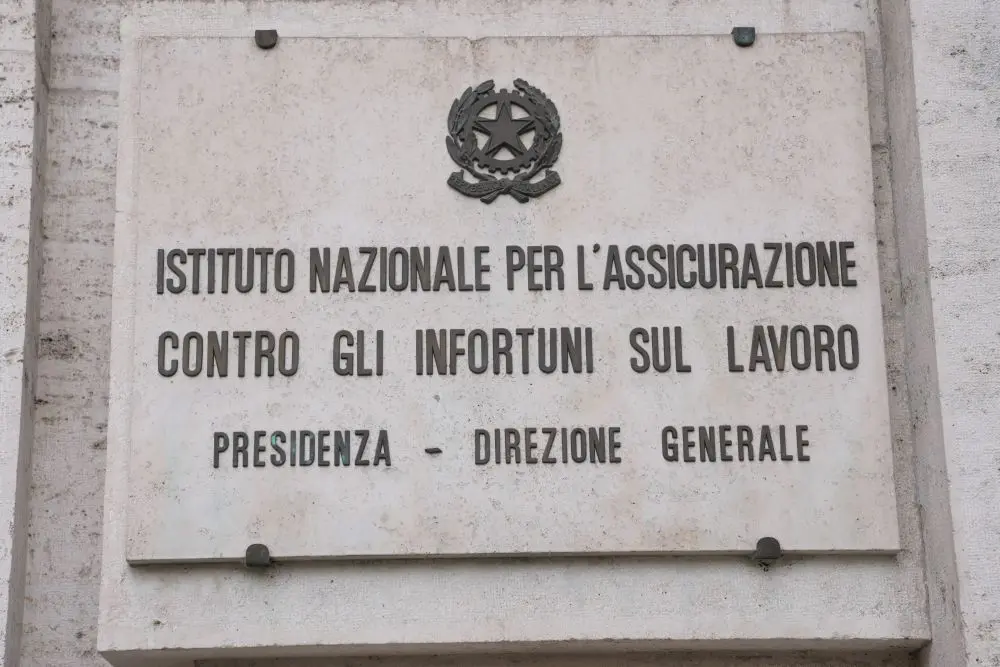 ISTITUTO NAZIONALE PER L'ASSICURAZIONE
CONTRO GLI INFORTUNI SUL LAVORO
PRESIDENZA - DIREZIONE GENERALE